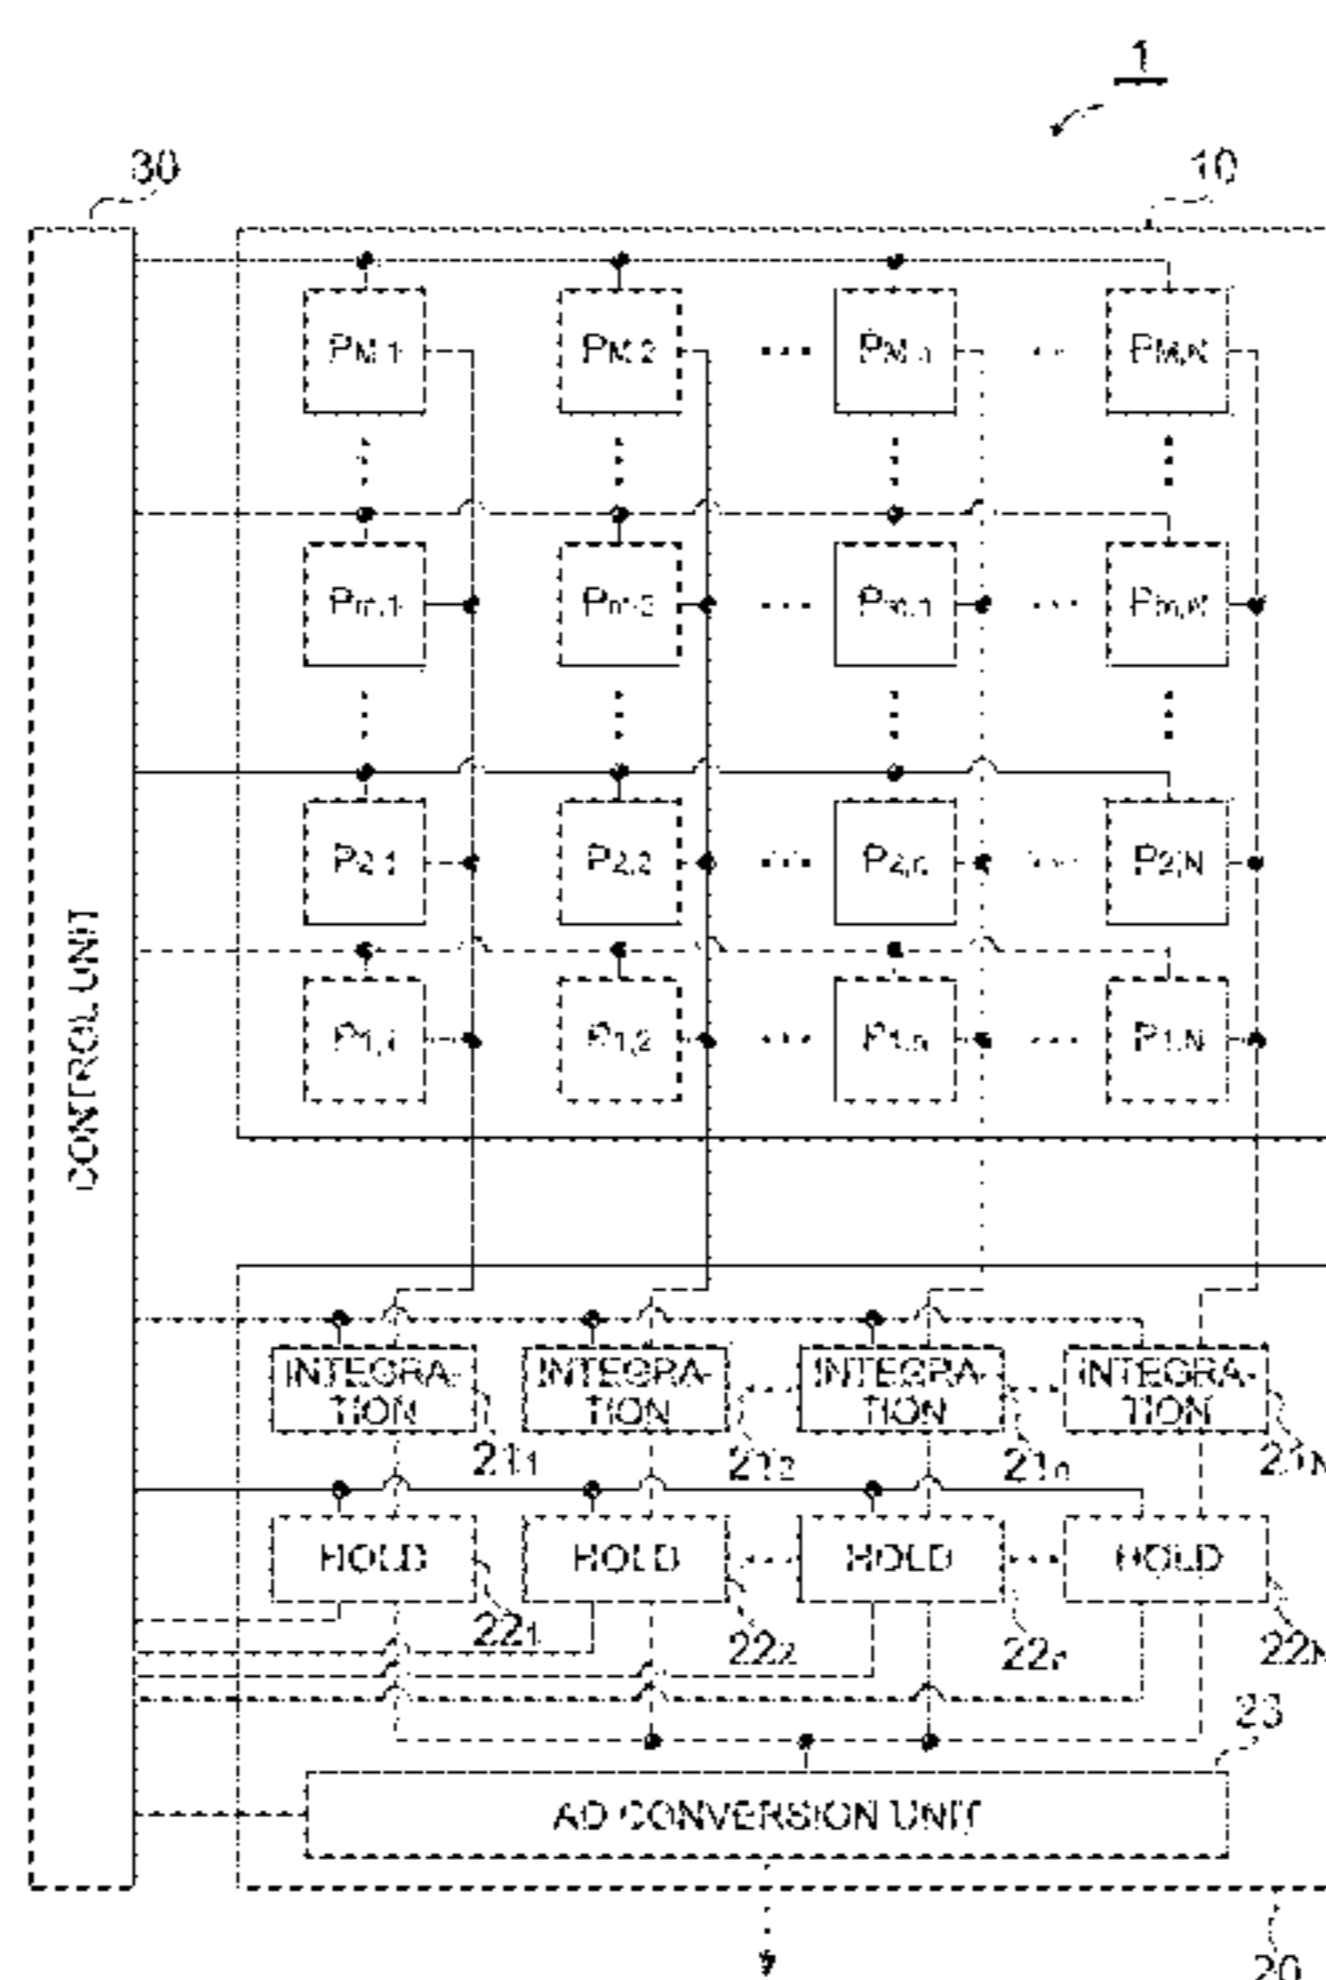 1
30
10
PM,1 PM,2 ... PM,n ... PM,N
Pm,1 Pm,2 ... Pm,n ... Pm,N
P2,1 P2,2 ... P2,n ... P2,N
P1,1 P1,2 ... P1,n ... P1,N
CONTROL UNIT
INTEGRA- INTEGRA- INTEGRA- INTEGRA-
TION TION TION TION
211 212 21n 21N
HOLD HOLD HOLD HOLD
221 222 22n 22N
23
AD CONVERSION UNIT
20